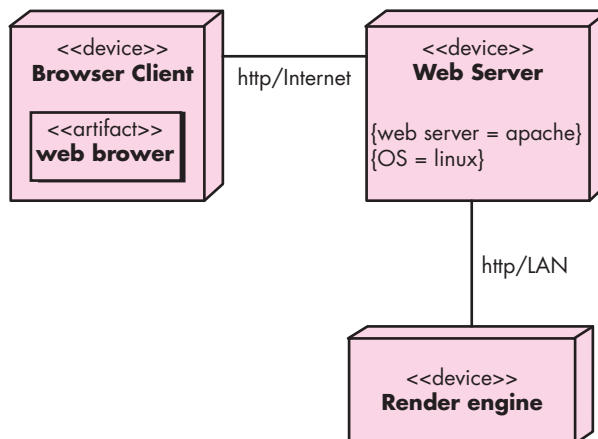 <<device>>
Browser Client
<<artifact>>
web brower
http/Internet
<<device>>
Web Server
{web server = apache}
{OS = linux}
http/LAN
<<device>>
Render engine